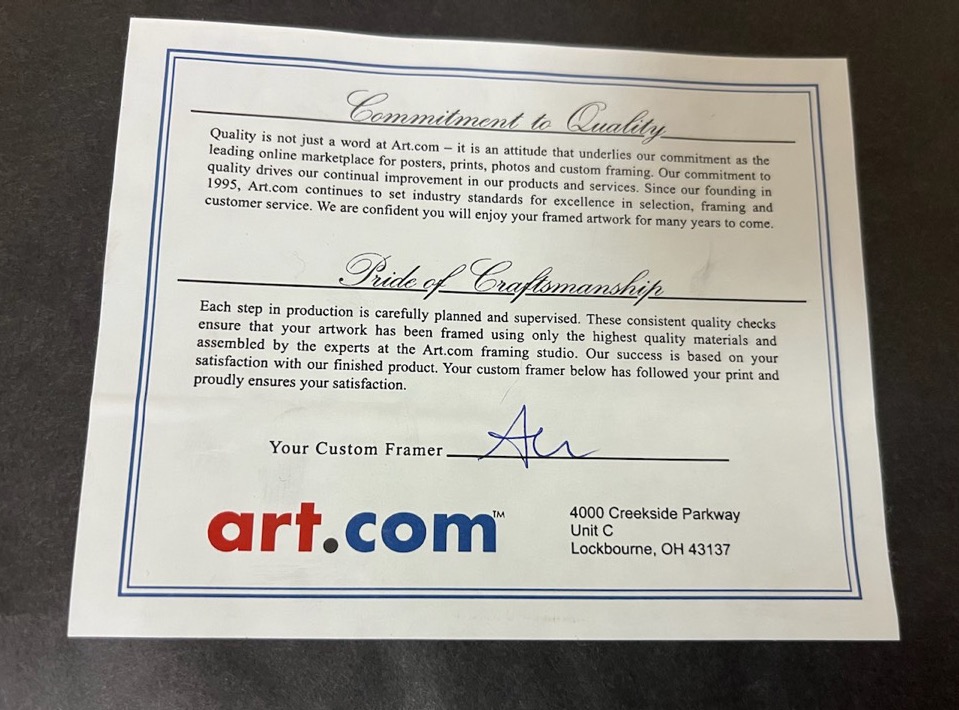 Commitment to Quality
Quality is not just a word at Art.com – it is an attitude that underlies our commitment as the
leading online marketplace for posters, prints, photos and custom framing. Our commitment to
quality drives our continual improvement in our products and services. Since our founding in
1995, Art.com continues to set industry standards for excellence in selection, framing and
customer service. We are confident you will enjoy your framed artwork for many years to come.
Pride of Craftsmanship
Each step in production is carefully planned and supervised. These consistent quality checks
ensure that your artwork has been framed using only the highest quality materials and
assembled by the experts at the Art.com framing studio. Our success is based on your
satisfaction with our finished product. Your custom framer below has followed your print and
proudly ensures your satisfaction.
Your Custom Framer
art.com™
4000 Creekside Parkway
Unit C
Lockbourne, OH 43137